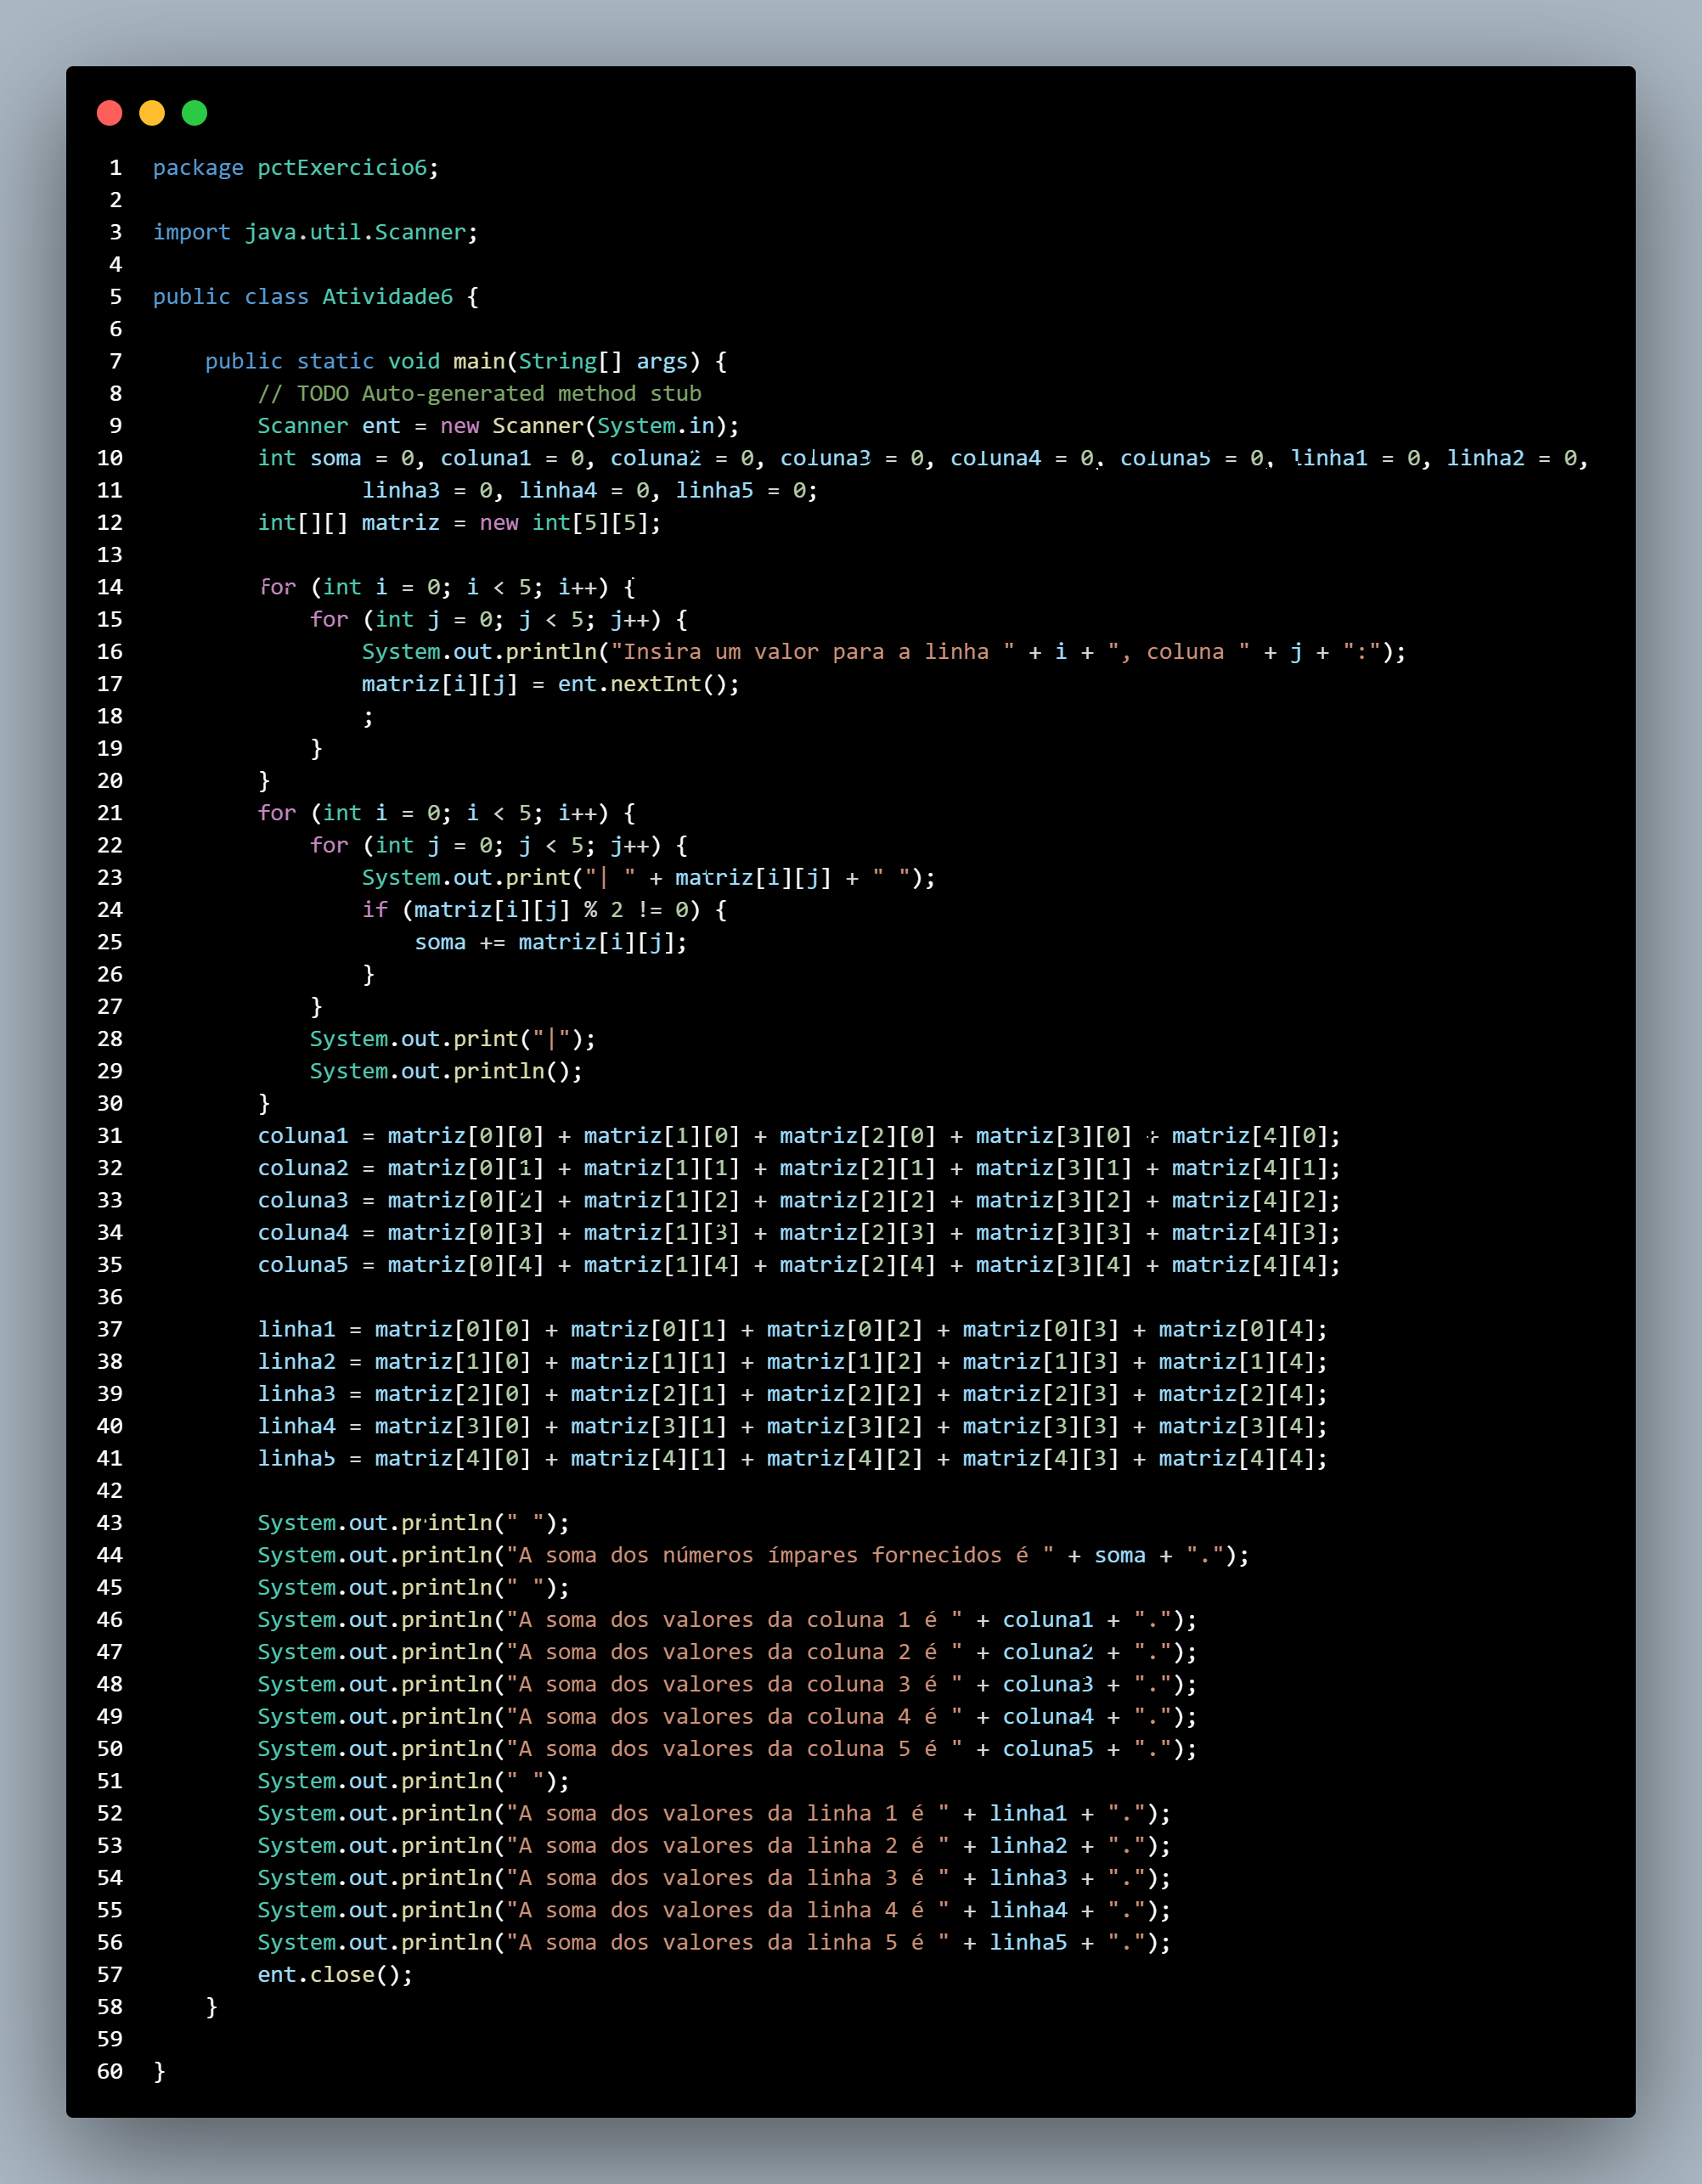 1 package pctExercicio6;
2
3 import java.util.Scanner;
4
5 public class Atividade6 {
6
7     public static void main(String[] args) {
8         // TODO Auto-generated method stub
9         Scanner ent = new Scanner(System.in);
10         int soma = 0, coluna1 = 0, coluna2 = 0, coluna3 = 0, coluna4 = 0, coluna5 = 0, linha1 = 0, linha2 = 0,
11                 linha3 = 0, linha4 = 0, linha5 = 0;
12         int[][] matriz = new int[5][5];
13
14         for (int i = 0; i < 5; i++) {
15             for (int j = 0; j < 5; j++) {
16                 System.out.println("Insira um valor para a linha " + i + ", coluna " + j + ":");
17                 matriz[i][j] = ent.nextInt();
18                 ;
19             }
20         }
21         for (int i = 0; i < 5; i++) {
22             for (int j = 0; j < 5; j++) {
23                 System.out.print("| " + matriz[i][j] + " ");
24                 if (matriz[i][j] % 2 != 0) {
25                     soma += matriz[i][j];
26                 }
27             }
28             System.out.print("|");
29             System.out.println();
30         }
31         coluna1 = matriz[0][0] + matriz[1][0] + matriz[2][0] + matriz[3][0] + matriz[4][0];
32         coluna2 = matriz[0][1] + matriz[1][1] + matriz[2][1] + matriz[3][1] + matriz[4][1];
33         coluna3 = matriz[0][2] + matriz[1][2] + matriz[2][2] + matriz[3][2] + matriz[4][2];
34         coluna4 = matriz[0][3] + matriz[1][3] + matriz[2][3] + matriz[3][3] + matriz[4][3];
35         coluna5 = matriz[0][4] + matriz[1][4] + matriz[2][4] + matriz[3][4] + matriz[4][4];
36
37         linha1 = matriz[0][0] + matriz[0][1] + matriz[0][2] + matriz[0][3] + matriz[0][4];
38         linha2 = matriz[1][0] + matriz[1][1] + matriz[1][2] + matriz[1][3] + matriz[1][4];
39         linha3 = matriz[2][0] + matriz[2][1] + matriz[2][2] + matriz[2][3] + matriz[2][4];
40         linha4 = matriz[3][0] + matriz[3][1] + matriz[3][2] + matriz[3][3] + matriz[3][4];
41         linha5 = matriz[4][0] + matriz[4][1] + matriz[4][2] + matriz[4][3] + matriz[4][4];
42
43         System.out.println(" ");
44         System.out.println("A soma dos números ímpares fornecidos é " + soma + ".");
45         System.out.println(" ");
46         System.out.println("A soma dos valores da coluna 1 é " + coluna1 + ".");
47         System.out.println("A soma dos valores da coluna 2 é " + coluna2 + ".");
48         System.out.println("A soma dos valores da coluna 3 é " + coluna3 + ".");
49         System.out.println("A soma dos valores da coluna 4 é " + coluna4 + ".");
50         System.out.println("A soma dos valores da coluna 5 é " + coluna5 + ".");
51         System.out.println(" ");
52         System.out.println("A soma dos valores da linha 1 é " + linha1 + ".");
53         System.out.println("A soma dos valores da linha 2 é " + linha2 + ".");
54         System.out.println("A soma dos valores da linha 3 é " + linha3 + ".");
55         System.out.println("A soma dos valores da linha 4 é " + linha4 + ".");
56         System.out.println("A soma dos valores da linha 5 é " + linha5 + ".");
57         ent.close();
58     }
59
60 }